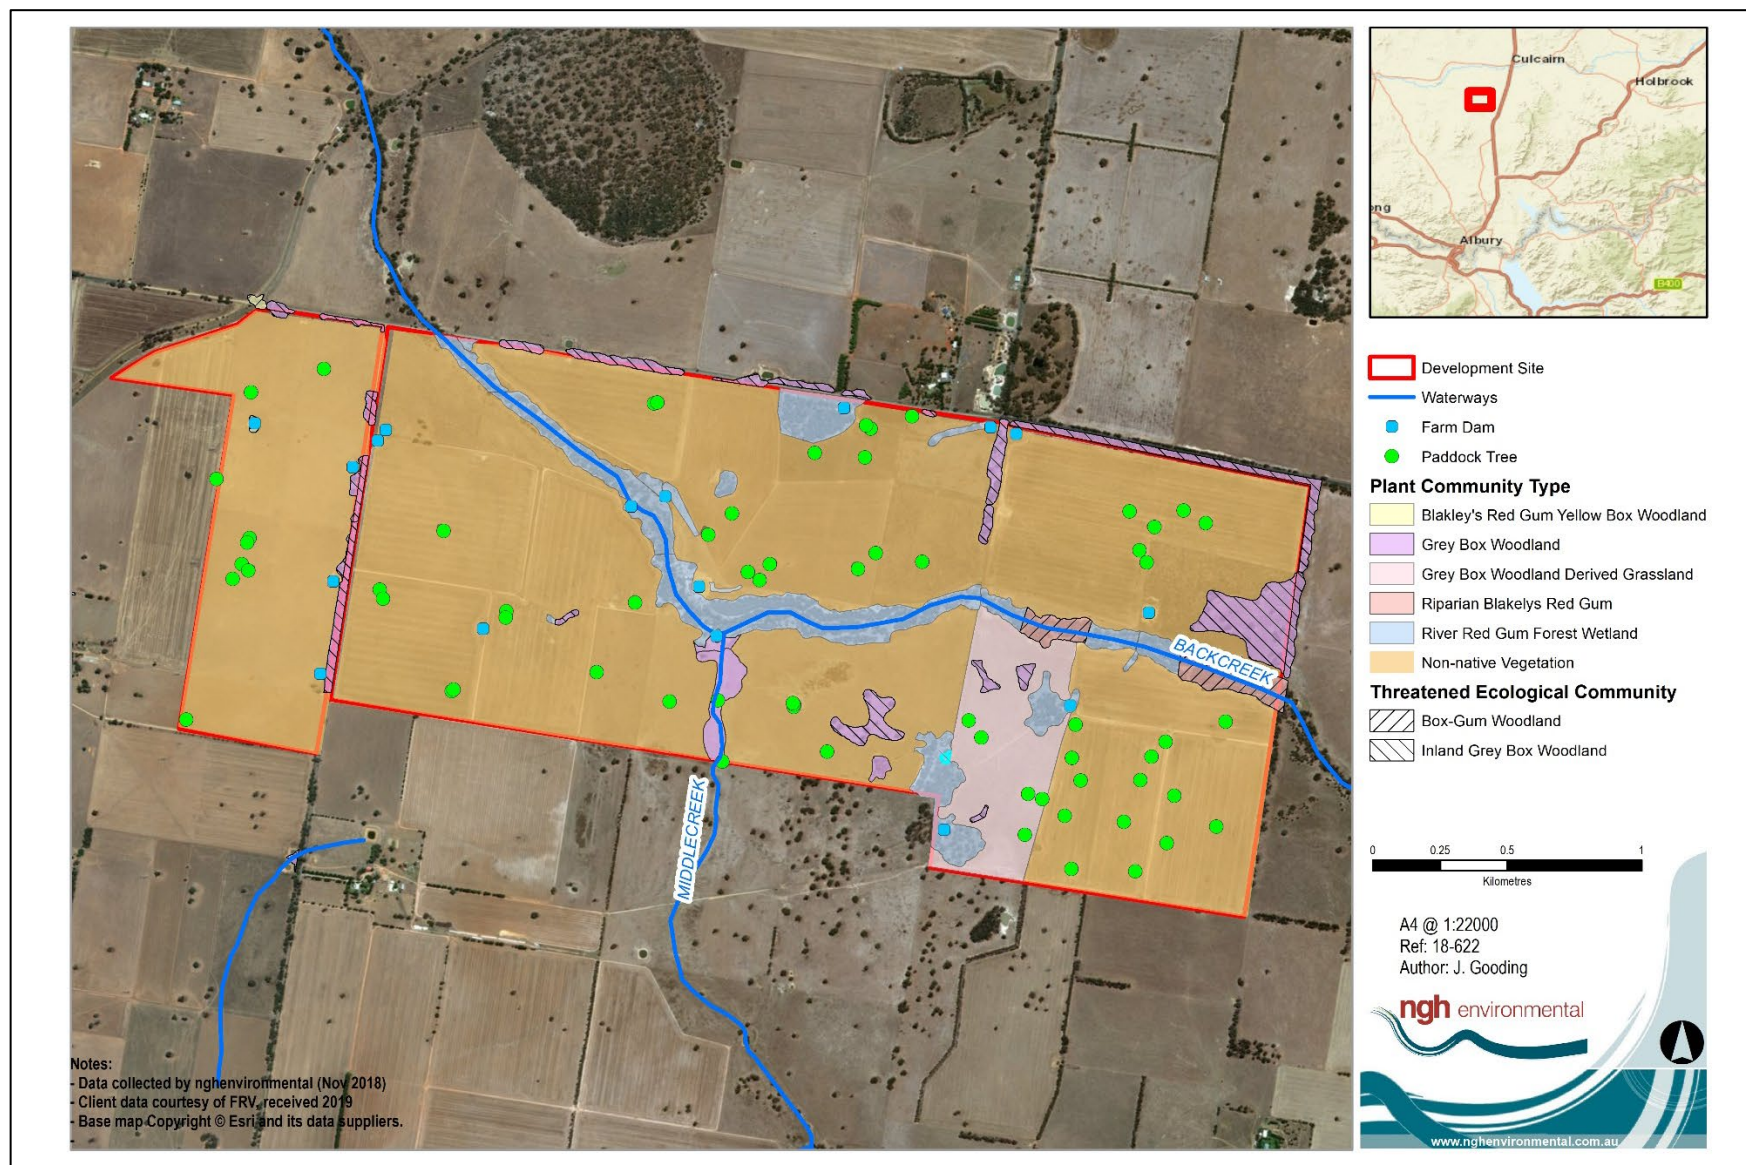 Culcairn
Holbrook
ong
Albury
B400
Development Site
Waterways
Farm Dam
Paddock Tree
Plant Community Type
Blakley's Red Gum Yellow Box Woodland
Grey Box Woodland
Grey Box Woodland Derived Grassland
Riparian Blakelys Red Gum
River Red Gum Forest Wetland
Non-native Vegetation
Threatened Ecological Community
Box-Gum Woodland
Inland Grey Box Woodland
BACKCREEK
MIDDLECREEK
0 0.25 0.5 1
Kilometres
A4 @ 1:22000
Ref: 18-622
Author: J. Gooding
ngh environmental
www.nghenvironmental.com.au
Notes:
- Data collected by nghenvironmental (Nov 2018)
- Client data courtesy of FRV, received 2019
- Base map Copyright © Esri and its data suppliers.
-